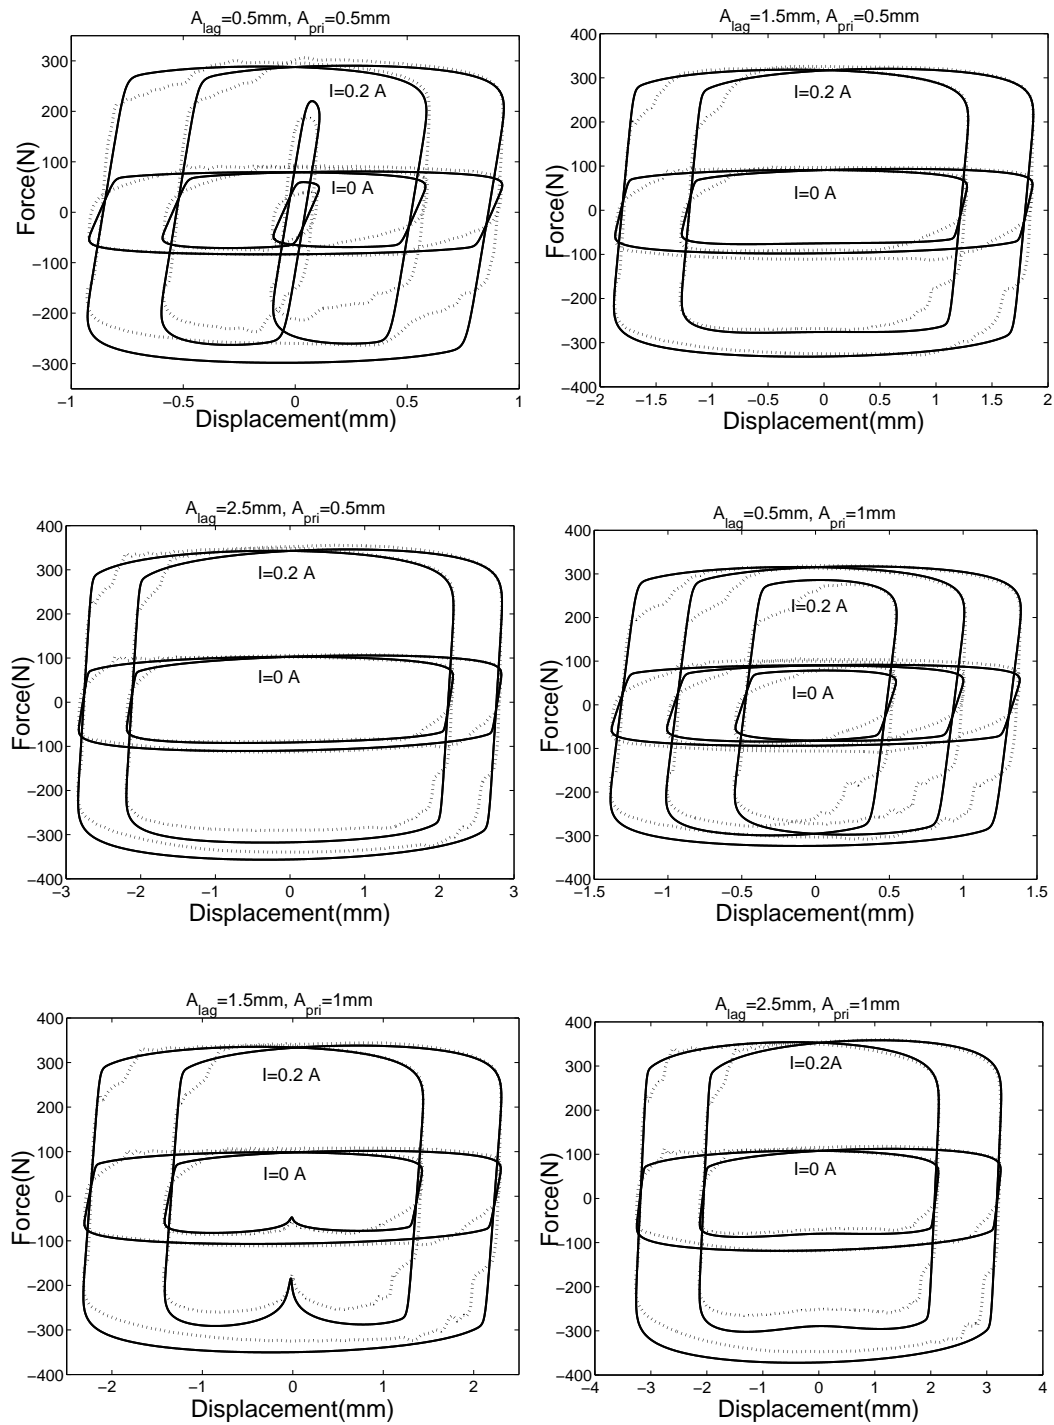 A_lag=0.5mm, A_pri=0.5mm
Force(N)
300
200
100
0
−100
−200
−300
I=0.2 A
I=0 A
−1 −0.5 0 0.5 1
Displacement(mm)
A_lag=1.5mm, A_pri=0.5mm
Force(N)
400
300
200
100
0
−100
−200
−300
−400
I=0.2 A
I=0 A
−2 −1.5 −1 −0.5 0 0.5 1 1.5 2
Displacement(mm)
A_lag=2.5mm, A_pri=0.5mm
Force(N)
400
300
200
100
0
−100
−200
−300
−400
I=0.2 A
I=0 A
−3 −2 −1 0 1 2 3
Displacement(mm)
A_lag=0.5mm, A_pri=1mm
Force(N)
400
300
200
100
0
−100
−200
−300
−400
I=0.2 A
I=0 A
−1.5 −1 −0.5 0 0.5 1 1.5
Displacement(mm)
A_lag=1.5mm, A_pri=1mm
Force(N)
400
300
200
100
0
−100
−200
−300
−400
I=0.2 A
I=0 A
−2 −1 0 1 2
Displacement(mm)
A_lag=2.5mm, A_pri=1mm
Force(N)
400
300
200
100
0
−100
−200
−300
−400
I=0.2A
I=0 A
−4 −3 −2 −1 0 1 2 3 4
Displacement(mm)